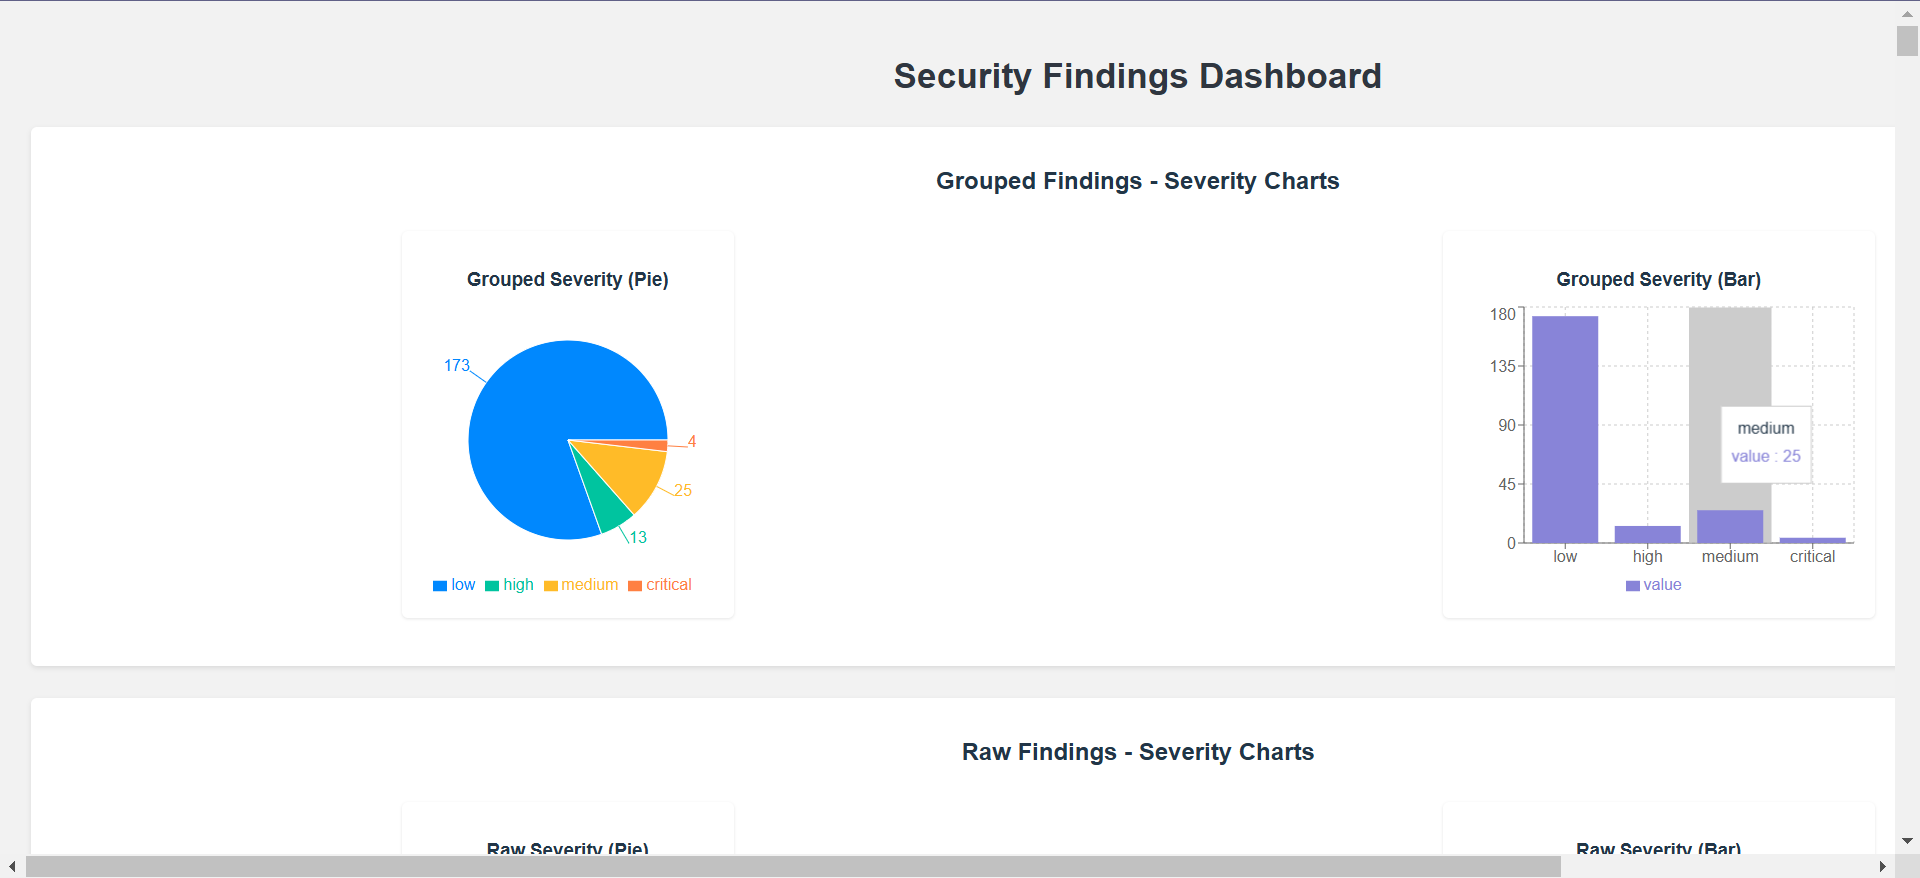 Security Findings Dashboard
Grouped Findings - Severity Charts
Grouped Severity (Pie)
173
4
25
13
low high medium critical
Grouped Severity (Bar)
180
135
90
45
0
medium
value : 25
low high medium critical
value
Raw Findings - Severity Charts
Raw Severity (Pie)
Raw Severity (Bar)